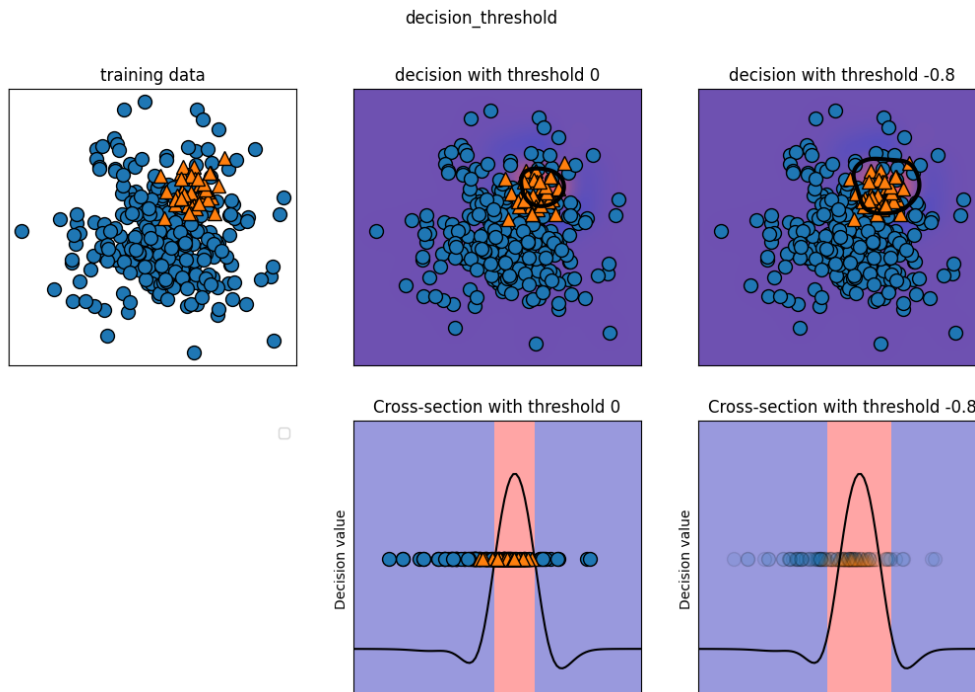 decision_threshold
training data
decision with threshold 0
decision with threshold -0.8
Cross-section with threshold 0
Cross-section with threshold -0.8
Decision value
Decision value